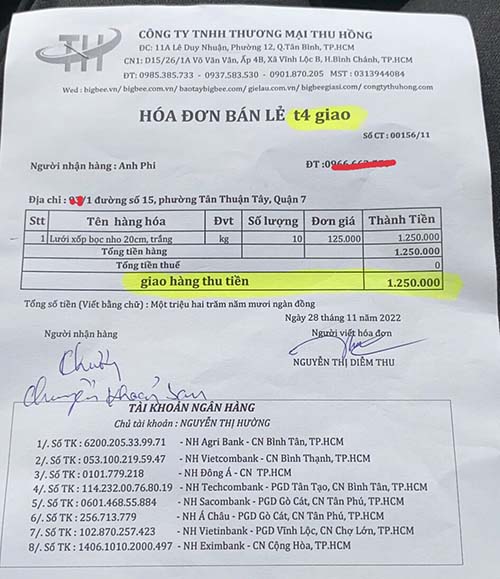 TH
CÔNG TY TNHH THƯƠNG MẠI THU HỒNG
ĐC: 11A Lê Duy Nhuận, Phường 12, Q.Tân Bình, TP.HCM
CN1: D15/26/1A Võ Văn Vân, Ấp 4B, Xã Vĩnh Lộc B, H.Bình Chánh, TP.HCM
ĐT: 0985.385.733 - 0937.583.530 - 0901.870.205 MST : 0313944084
Wed : bigbee.vn/ bigbee.com.vn/ baotaybigbee.com/ gielau.com.vn/ bigbeegiasi.com/ congtythuhong.com
HÓA ĐƠN BÁN LẺ t4 giao
Số CT : 00156/11
Người nhận hàng : Anh Phi ĐT :
Địa chỉ : /1 đường số 15, phường Tân Thuận Tây, Quận 7
Stt Tên hàng hóa Đvt Số lượng Đơn giá Thành Tiền
1 Lưới xốp bọc nho 20cm, trắng kg 10 125.000 1.250.000
Tổng tiền hàng 1.250.000
Tổng tiền thuế 0
giao hàng thu tiền 1.250.000
Tổng số tiền (Viết bằng chữ) : Một triệu hai trăm năm mươi ngàn đồng
Ngày 28 tháng 11 năm 2022
Người nhận hàng Người viết hóa đơn
NGUYỄN THỊ DIỄM THU
Chuyển khoản sau
TÀI KHOẢN NGÂN HÀNG
Chủ tài khoản : NGUYỄN THỊ HƯỜNG
1/. Số TK : 6200.205.33.99.71 - NH Agri Bank - CN Bình Tân, TP.HCM
2/. Số TK : 053.100.219.59.47 - NH Vietcombank - CN Bình Thạnh, TP.HCM
3/. Số TK : 0101.779.218 - NH Đông Á - CN TP.HCM
4/. Số TK : 114.232.00.76.80.19 - NH Techcombank - PGD Tân Tạo, CN Bình Tân, TP.HCM
5/. Số TK : 0601.468.55.884 - NH Sacombank - PGD Gò Cát, CN Tân Phú, TP.HCM
6/. Số TK : 256.713.779 - NH Á Châu - PGD Gò Cát, CN Tân Phú, TP.HCM
7/. Số TK : 102.870.257.423 - NH Vietinbank - PGD Vĩnh Lộc, CN Chợ Lớn, TP.HCM
8/. Số TK : 1406.1010.2000.497 - NH Eximbank - CN Cộng Hòa, TP.HCM